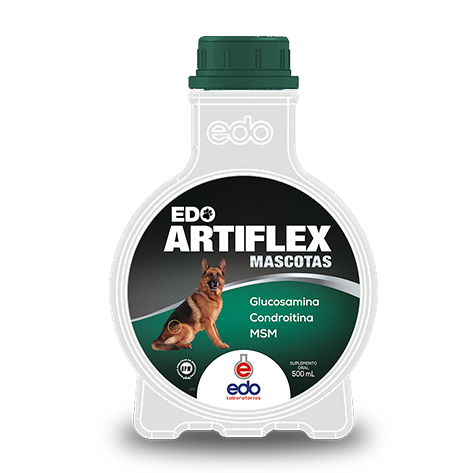 edo
EDO
ARTIFLEX
MASCOTAS
Glucosamina
Condroitina
MSM
SUPLEMENTO
ORAL
500 mL
e
edo
Laboratorios